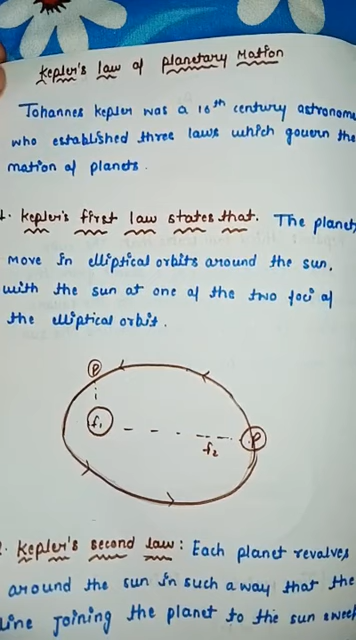 Kepler's law of planetary Motion
Johannes kepler was a 16th century astronome
who established three laws which govern the
mation of planets.
1. kepler's first law states that. The planet
move in elliptical orbits around the sun,
with the sun at one of the two foci of
the elliptical orbit.
P
f1
f2
P
2. kepler's second law: Each planet revolves
around the sun in such a way that the
line joining the planet to the sun sweep